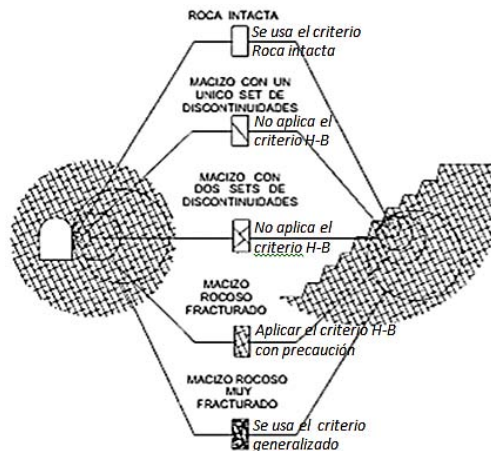 ROCA INTACTA
Se usa el criterio
Roca intacta
MACIZO CON UN
UNICO SET DE
DISCONTINUIDADES
No aplica el
criterio H-B
MACIZO CON
DOS SETS DE
DISCONTINUIDADES
No aplica el
criterio H-B
MACIZO
ROCOSO
FRACTURADO
Aplicar el criterio H-B
con precaución
MACIZO ROCOSO
MUY
FRACTURADO
Se usa el criterio
generalizado